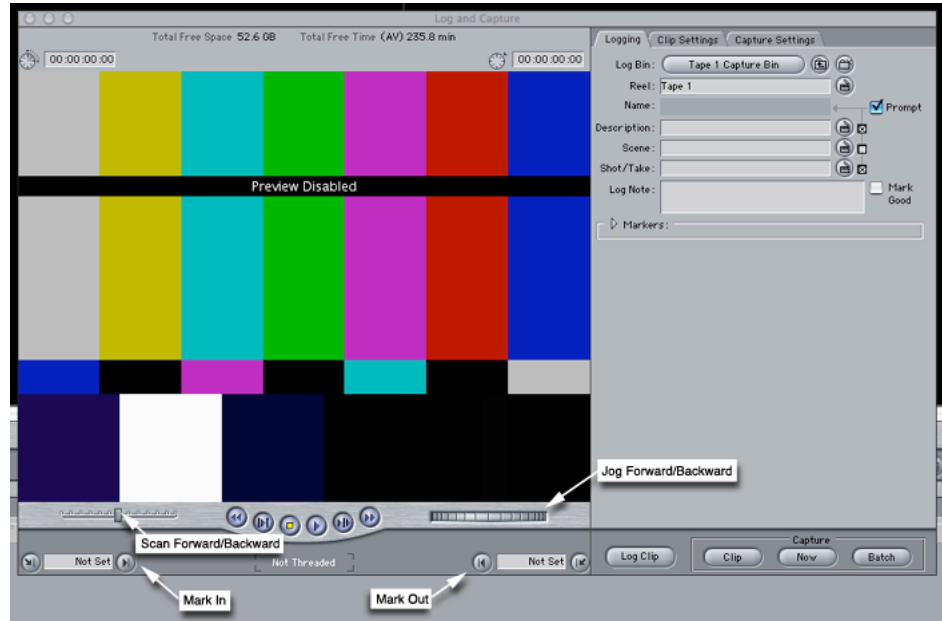 Log and Capture
Total Free Space 52.6 GB Total Free Time (AV) 235.8 min
00:00:00:00 00:00:00:00
Preview Disabled
Logging Clip Settings Capture Settings
Log Bin: Tape 1 Capture Bin
Reel: Tape 1
Name: Prompt
Description:
Scene:
Shot/Take:
Log Note: Mark Good
Markers:
Jog Forward/Backward
Scan Forward/Backward
Not Set Not Threaded Not Set
Mark In Mark Out
Capture
Log Clip Clip Now Batch